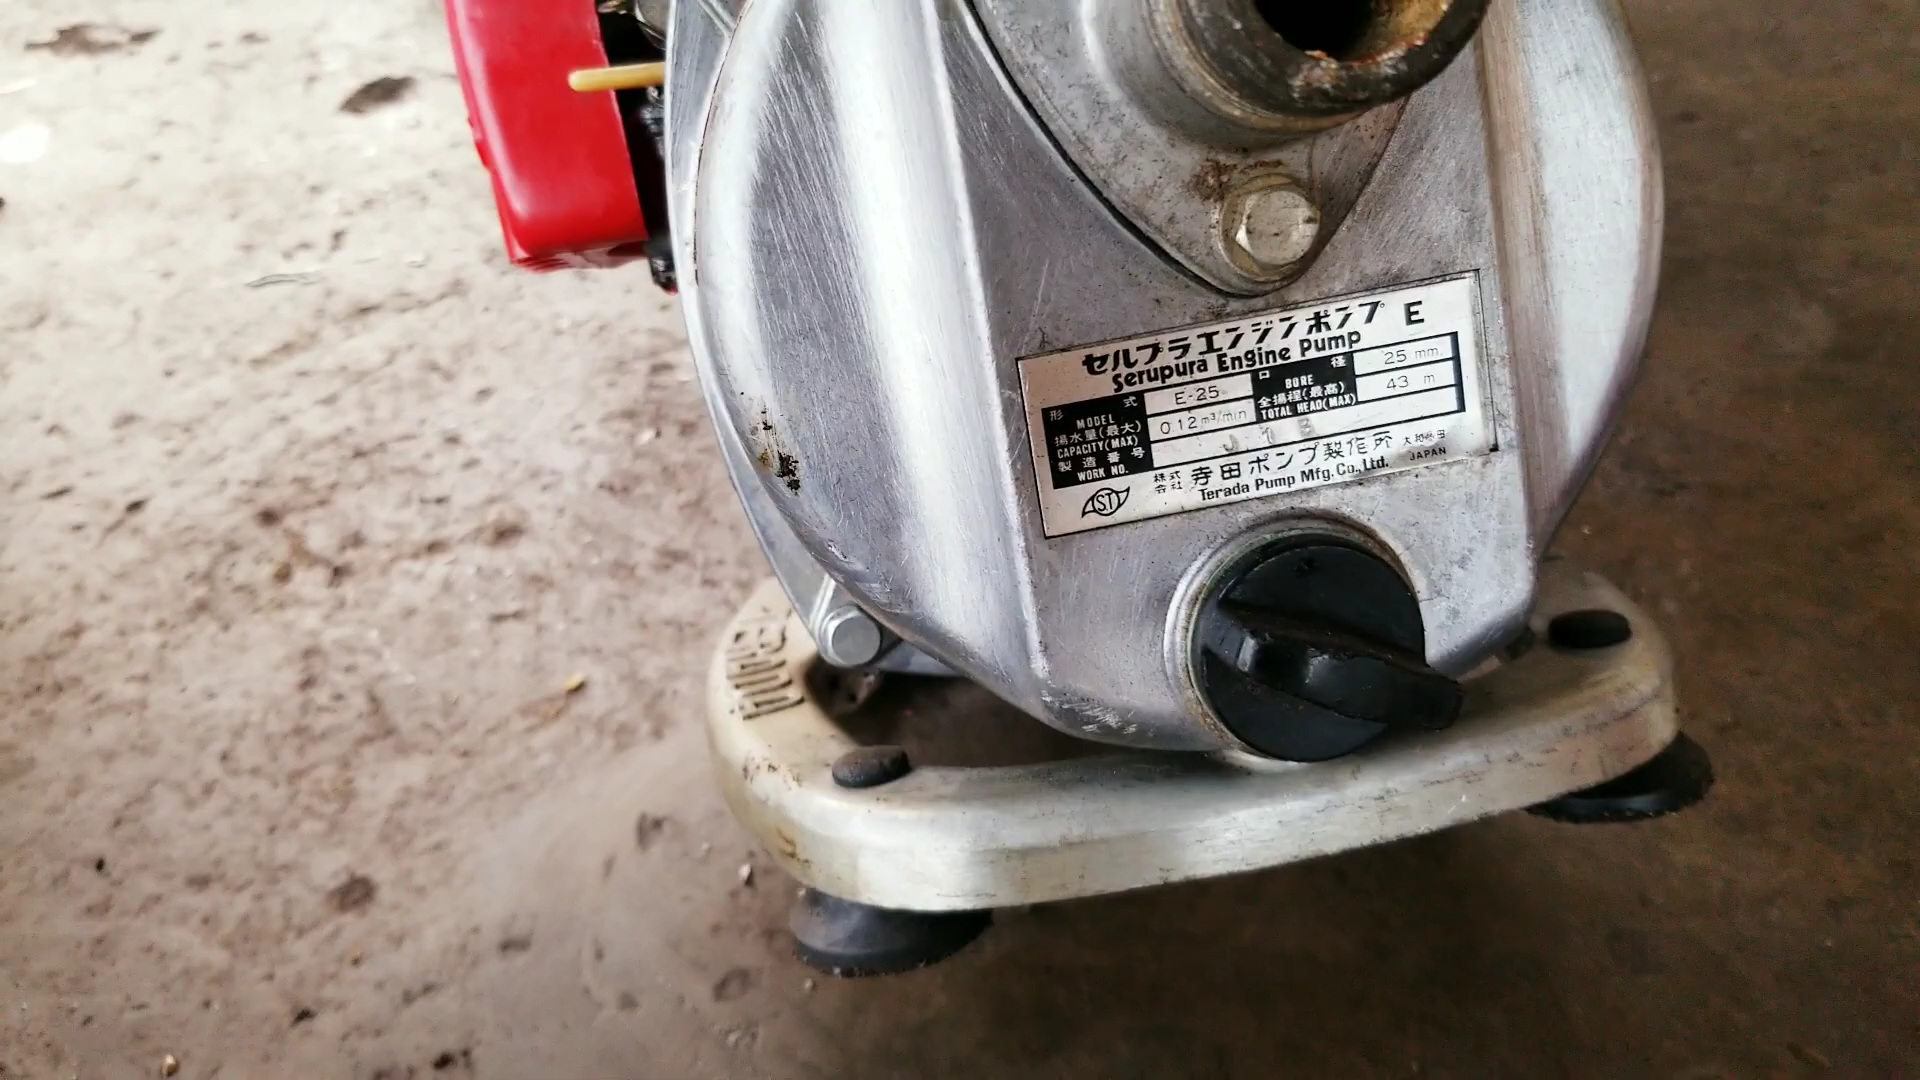 セルプラエンジンポンプ E
Serupura Engine Pump
形式 MODEL E-25
口径 BORE 25 mm.
揚水量(最大) CAPACITY(MAX) 0.12 m³/min
全揚程(最高) TOTAL HEAD(MAX) 43 m
製造番号 WORK NO.
S.T
株式会社 寺田ポンプ製作所
Terada Pump Mfg. Co., Ltd.
JAPAN